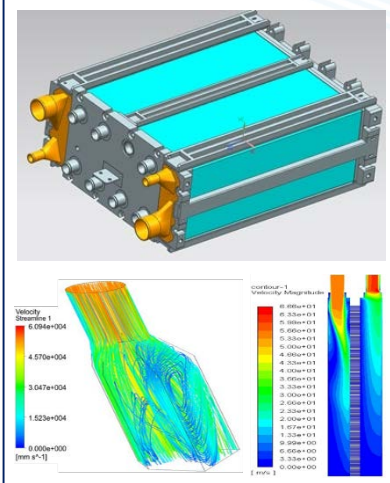 Velocity
Streamline 1
6.094e+004
4.570e+004
3.047e+004
1.523e+004
0.000e+000
[mm s^-1]
contour-1
Velocity Magnitude
6.66e+01
6.33e+01
5.99e+01
5.66e+01
5.33e+01
5.00e+01
4.66e+01
4.33e+01
4.00e+01
3.66e+01
3.33e+01
3.00e+01
2.66e+01
2.33e+01
2.00e+01
1.67e+01
1.33e+01
9.99e+00
6.66e+00
3.33e+00
0.00e+00
[ m/s ]